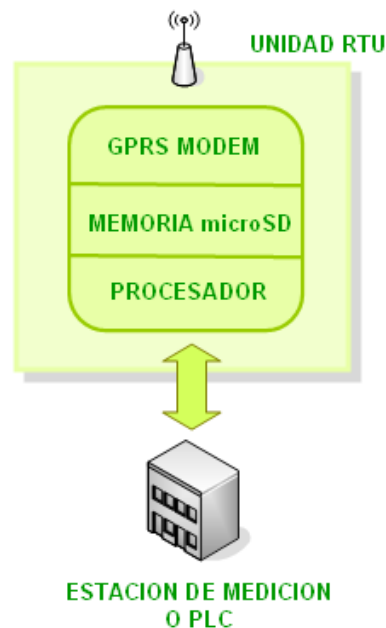 UNIDAD RTU
GPRS MODEM
MEMORIA microSD
PROCESADOR
ESTACION DE MEDICION
O PLC